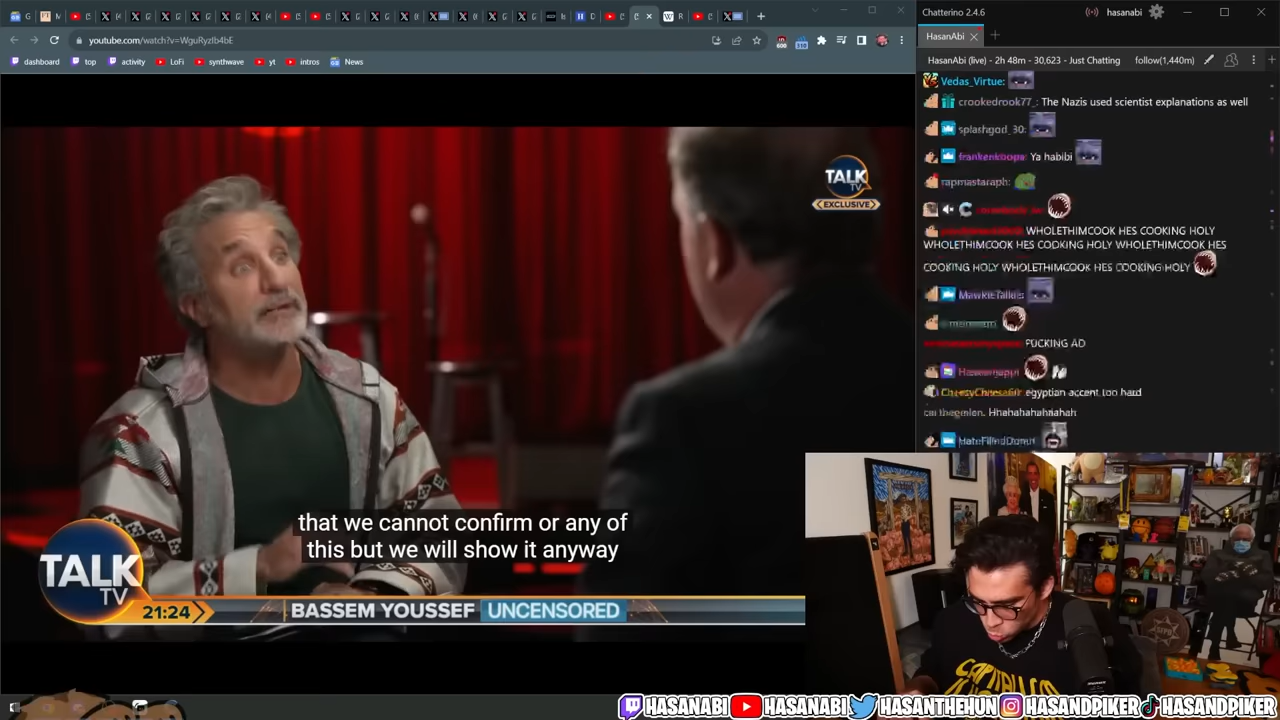 Chatterino 2.4.6
hasanabi
youtube.com/watch?v=WguRyzJb4bE
HasanAbi
dashboard
top
activity
LoFi
synthwave
yt
intros
News
HasanAbi (live) - 2h 48m - 30,623 - Just Chatting
follow(1,440m)
Vedas_Virtue:
crookedrook77_: The Nazis used scientist explanations as well
splashgod_30:
frankenkoopa: Ya habibi
rapmastaraph:
WHOLETHIMCOOK HES COOKING HOLY
WHOLETHIMCOOK HES COOKING HOLY WHOLETHIMCOOK HES
COOKING HOLY WHOLETHIMCOOK HES COOKING HOLY
FUCKING AD
egyptian accent too hard
HateFilledDonut
TALK
TV
EXCLUSIVE
that we cannot confirm or any of
this but we will show it anyway
TALK
TV
21:24
BASSEM YOUSSEF UNCENSORED
HASANABI
HASANABI
HASANTHEHUN
HASANDPIKER
HASANDPIKER